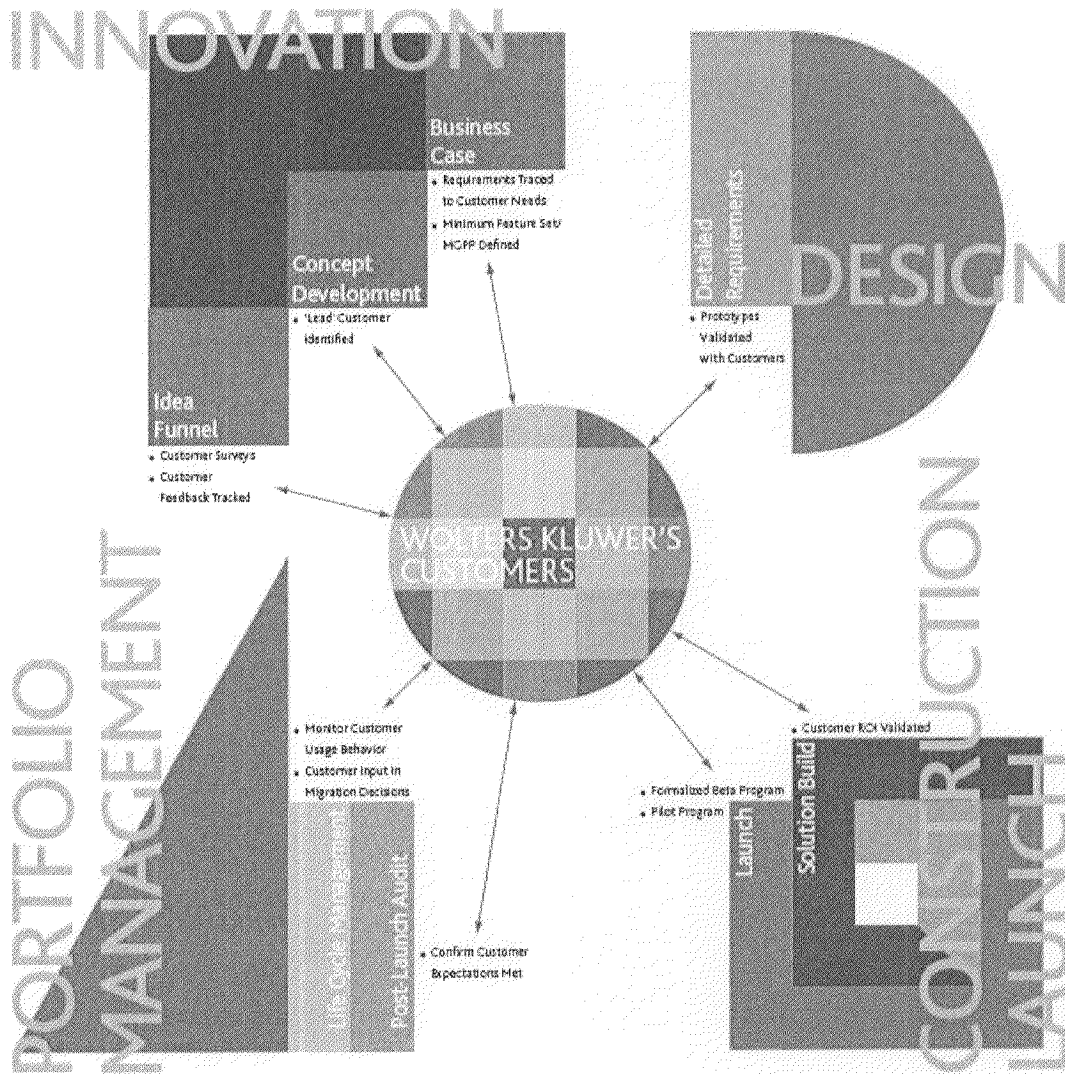 INNOVATION
Business
Case
• Requirements Traced
to Customer Needs
• Minimum Feature Set/
MGPP Defined
Concept
Development
• 'Lead' Customer
Identified
Idea
Funnel
• Customer Surveys
• Customer
Feedback Tracked
Detailed
Requirements
DESIGN
• Prototypes
Validated
with Customers
WOLTERS KLUWER'S
CUSTOMERS
PORTFOLIO
MANAGEMENT
• Monitor Customer
Usage Behavior
• Customer Input in
Migration Decisions
Life Cycle Management
Post-Launch Audit
• Confirm Customer
Expectations Met
• Customer ROI Validated
• Formalized Beta Program
• Pilot Program
Launch
Solution Build
CONSTRUCTION
LAUNCH